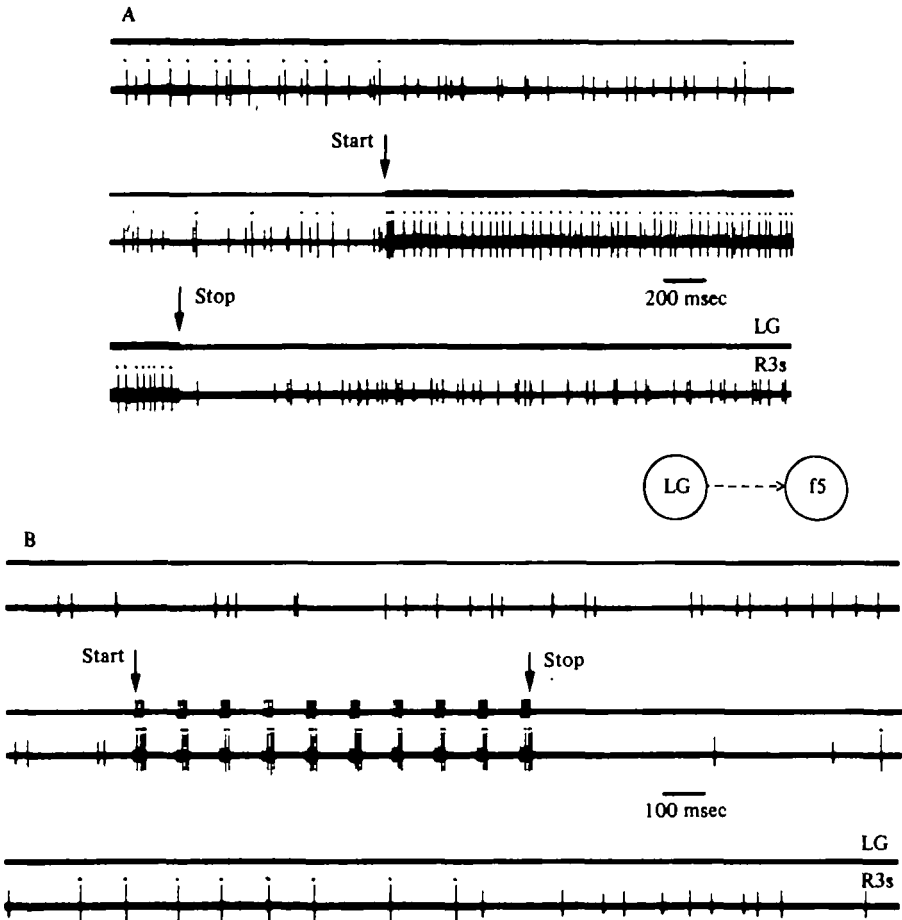 A
Start
200 msec
Stop
LG
R3s
LG
f5
B
Start
Stop
100 msec
LG
R3s